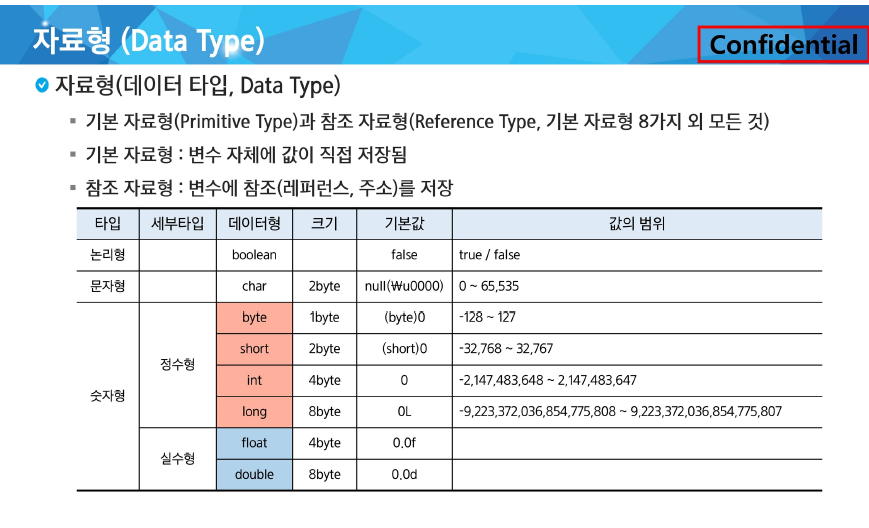 자료형 (Data Type)
Confidential
자료형(데이터 타입, Data Type)
기본 자료형(Primitive Type)과 참조 자료형(Reference Type, 기본 자료형 8가지 외 모든 것)
기본 자료형 : 변수 자체에 값이 직접 저장됨
참조 자료형 : 변수에 참조(레퍼런스, 주소)를 저장
타입 세부타입 데이터형 크기 기본값 값의 범위
논리형 boolean false true / false
문자형 char 2byte null(₩u0000) 0 ~ 65,535
숫자형 정수형 byte 1byte (byte)0 -128 ~ 127
short 2byte (short)0 -32,768 ~ 32,767
int 4byte 0 -2,147,483,648 ~ 2,147,483,647
long 8byte 0L -9,223,372,036,854,775,808 ~ 9,223,372,036,854,775,807
실수형 float 4byte 0.0f
double 8byte 0.0d